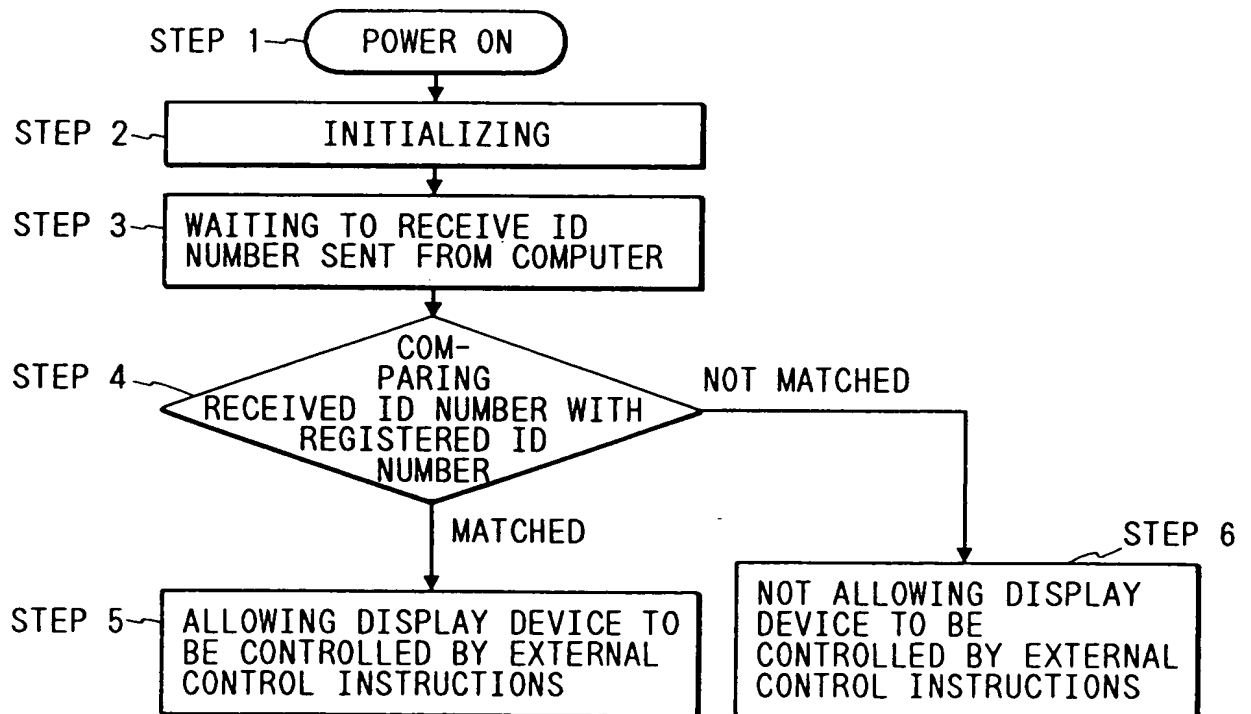 STEP 1
POWER ON
STEP 2
INITIALIZING
STEP 3
WAITING TO RECEIVE ID
NUMBER SENT FROM COMPUTER
STEP 4
COM-
PARING
RECEIVED ID NUMBER WITH
REGISTERED ID
NUMBER
NOT MATCHED
MATCHED
STEP 5
ALLOWING DISPLAY DEVICE TO
BE CONTROLLED BY EXTERNAL
CONTROL INSTRUCTIONS
STEP 6
NOT ALLOWING DISPLAY
DEVICE TO BE
CONTROLLED BY EXTERNAL
CONTROL INSTRUCTIONS